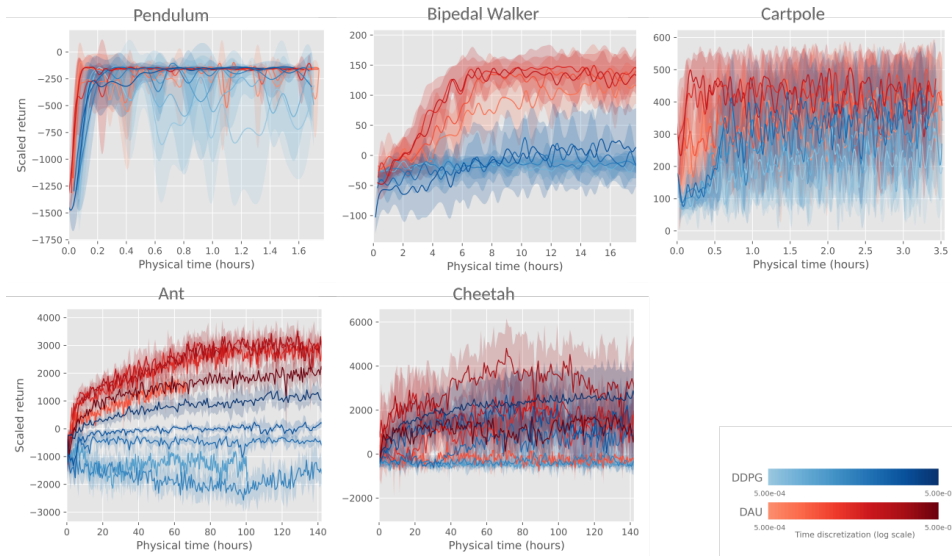 Pendulum
Bipedal Walker
Cartpole
Scaled return
0
−250
−500
−750
−1000
−1250
−1500
−1750
0.0 0.2 0.4 0.6 0.8 1.0 1.2 1.4 1.6
Physical time (hours)
200
150
100
50
0
−50
−100
0 2 4 6 8 10 12 14 16
Physical time (hours)
600
500
400
300
200
100
0
0.0 0.5 1.0 1.5 2.0 2.5 3.0 3.5
Physical time (hours)
Ant
Cheetah
Scaled return
4000
3000
2000
1000
0
−1000
−2000
−3000
0 20 40 60 80 100 120 140
Physical time (hours)
6000
4000
2000
0
−2000
0 20 40 60 80 100 120 140
Physical time (hours)
DDPG
5.00e-04 5.00e-0
DAU
5.00e-04 5.00e-0
Time discretization (log scale)